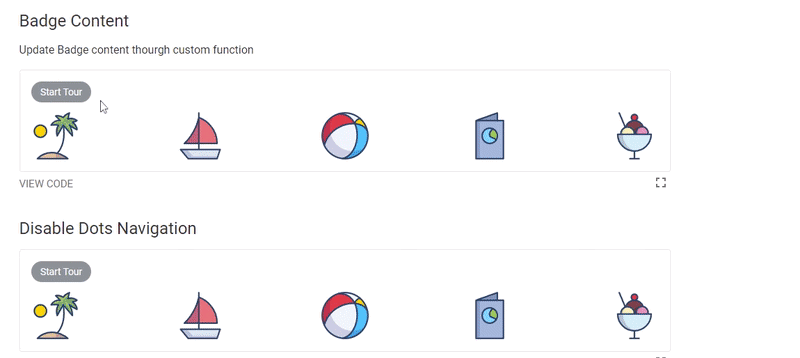 Badge Content
Update Badge content thourgh custom function
Start Tour
VIEW CODE
Disable Dots Navigation
Start Tour